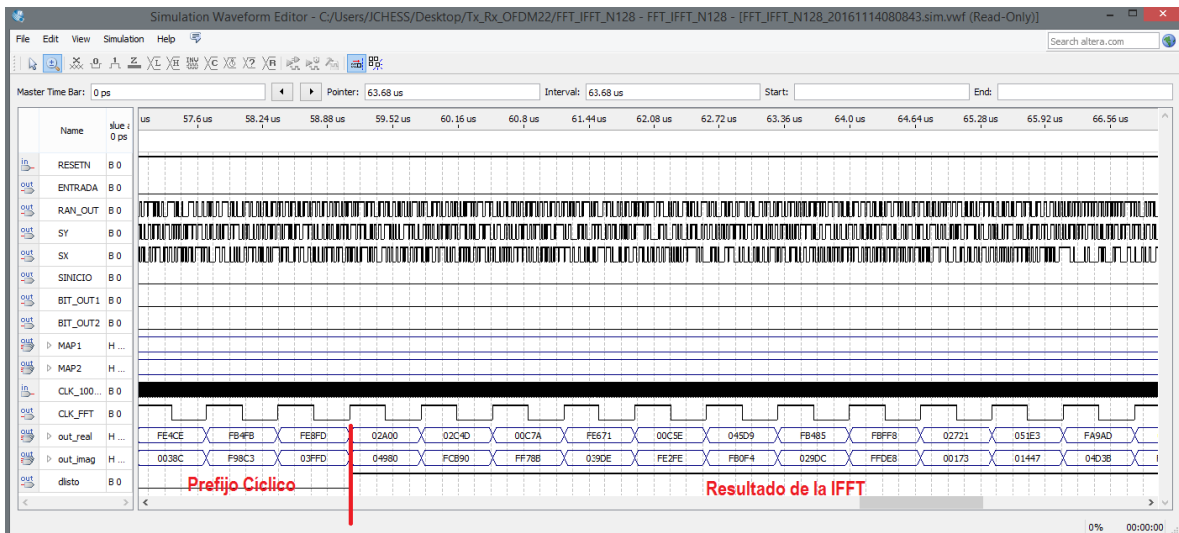 Simulation Waveform Editor - C:/Users/JCHESS/Desktop/Tx_Rx_OFDM22/FFT_IFFT_N128 - FFT_IFFT_N128 - [FFT_IFFT_N128_20161114080843.sim.vwf (Read-Only)]
File Edit View Simulation Help
Search altera.com
Master Time Bar: 0 ps Pointer: 63.68 us Interval: 63.68 us Start: End:
Name 0 ps us 57.6 us 58.24 us 58.88 us 59.52 us 60.16 us 60.8 us 61.44 us 62.08 us 62.72 us 63.36 us 64.0 us 64.64 us 65.28 us 65.92 us 66.56 us
in RESETN B 0
out ENTRADA B 0
out RAN_OUT B 0
out SY B 0
out SX B 0
out SINICIO B 0
out BIT_OUT1 B 0
out BIT_OUT2 B 0
out MAP1 H ...
out MAP2 H ...
in CLK_100... B 0
out CLK_FFT B 0
out out_real H ... FE4CE FB4FB FE8FD 02A00 02C4D 00C7A FE671 00C5E 045D9 FB485 FBFF8 02721 051E3 FA9AD
out out_imag H ... 0038C F98C3 03FFD 04980 FCB90 FF78B 039DE FE2FE FB0F4 029DC FFDE8 00173 01447 04D3B
out dlisto B 0
Prefijo Cíclico Resultado de la IFFT
0% 00:00:00